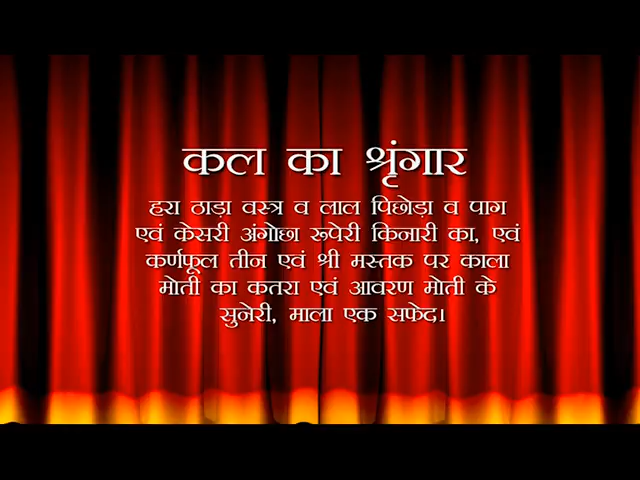 कल का श्रृंगार
हरा ठाड़ा वस्त्र व लाल पिछोड़ा व पाग
एवं केसरी अंगोछा रूपेरी किनारी का, एवं
कर्णफूल तीन एवं श्री मस्तक पर काला
मोती का कतरा एवं आवरण मोती के
सुनेरी, माला एक सफेद।